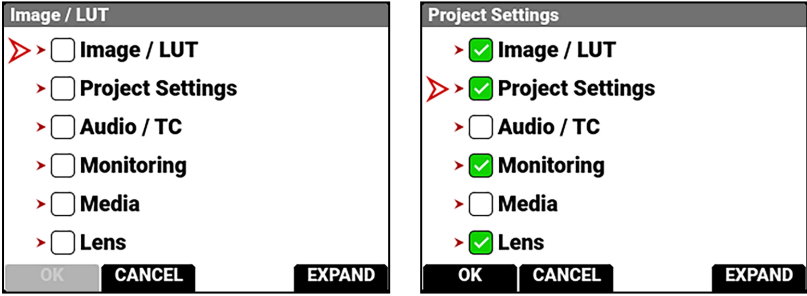 Image / LUT
Image / LUT
Project Settings
Audio / TC
Monitoring
Media
Lens
OK CANCEL EXPAND
Project Settings
Image / LUT
Project Settings
Audio / TC
Monitoring
Media
Lens
OK CANCEL EXPAND